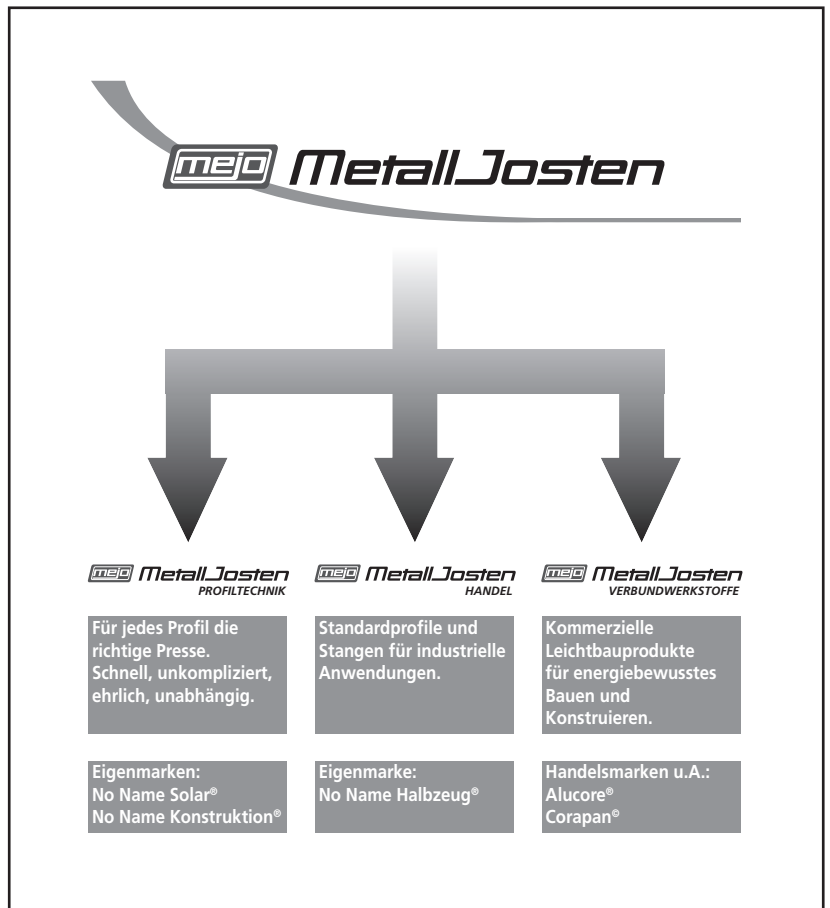 mejo MetallJosten
mejo MetallJosten
PROFILTECHNIK
Für jedes Profil die
richtige Presse.
Schnell, unkompliziert,
ehrlich, unabhängig.
Eigenmarken:
No Name Solar®
No Name Konstruktion®
mejo MetallJosten
HANDEL
Standardprofile und
Stangen für industrielle
Anwendungen.
Eigenmarke:
No Name Halbzeug®
mejo MetallJosten
VERBUNDWERKSTOFFE
Kommerzielle
Leichtbauprodukte
für energiebewusstes
Bauen und
Konstruieren.
Handelsmarken u.A.:
Alucore®
Corapan©